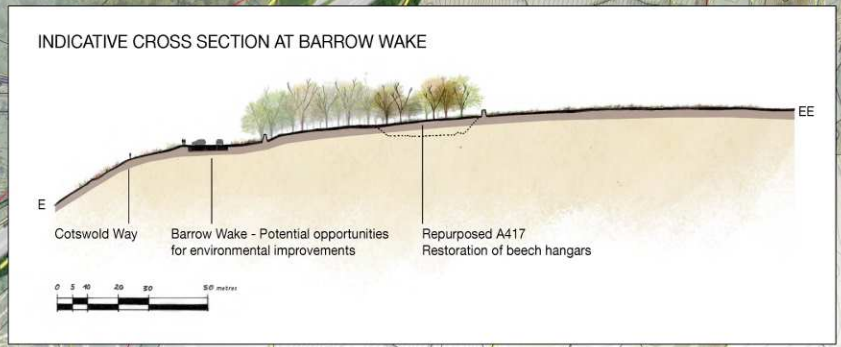 INDICATIVE CROSS SECTION AT BARROW WAKE
EE
E
Cotswold Way
Barrow Wake - Potential opportunities
for environmental improvements
Repurposed A417
Restoration of beech hangars
0 5 10 20 30 50 metres